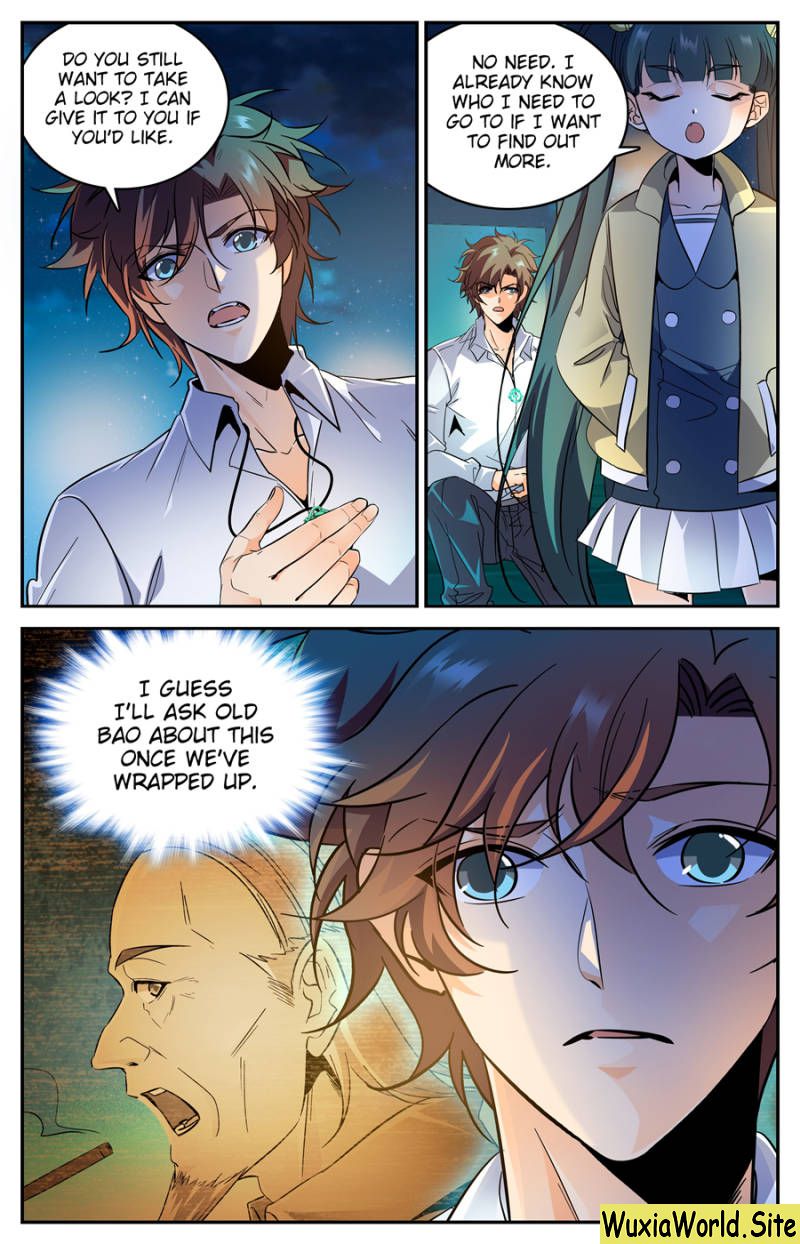 DO YOU STILL
WANT TO TAKE
A LOOK? I CAN
GIVE IT TO YOU IF
YOU'D LIKE.
NO NEED. I
ALREADY KNOW
WHO I NEED TO
GO TO IF I WANT
TO FIND OUT
MORE.
I GUESS
I'LL ASK OLD
BAO ABOUT THIS
ONCE WE'VE
WRAPPED UP.
WuxiaWorld.Site